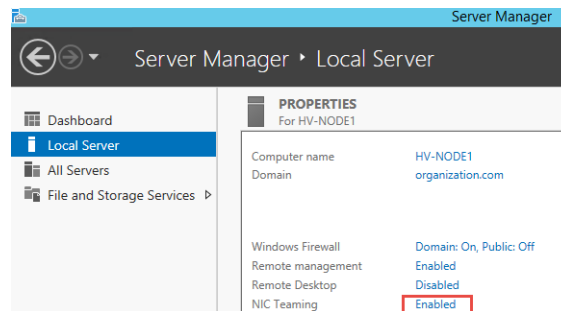 Server Manager
Server Manager ‣ Local Server
Dashboard
Local Server
All Servers
File and Storage Services
PROPERTIES
For HV-NODE1
Computer name HV-NODE1
Domain organization.com
Windows Firewall Domain: On, Public: Off
Remote management Enabled
Remote Desktop Disabled
NIC Teaming Enabled